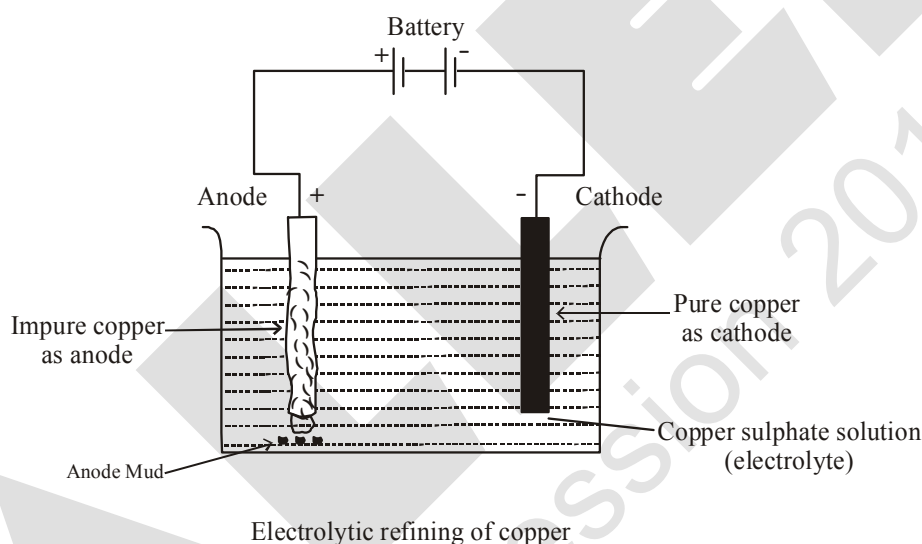 Battery
+ -
Anode + - Cathode
Impure copper
as anode
Pure copper
as cathode
Copper sulphate solution
(electrolyte)
Anode Mud
Electrolytic refining of copper